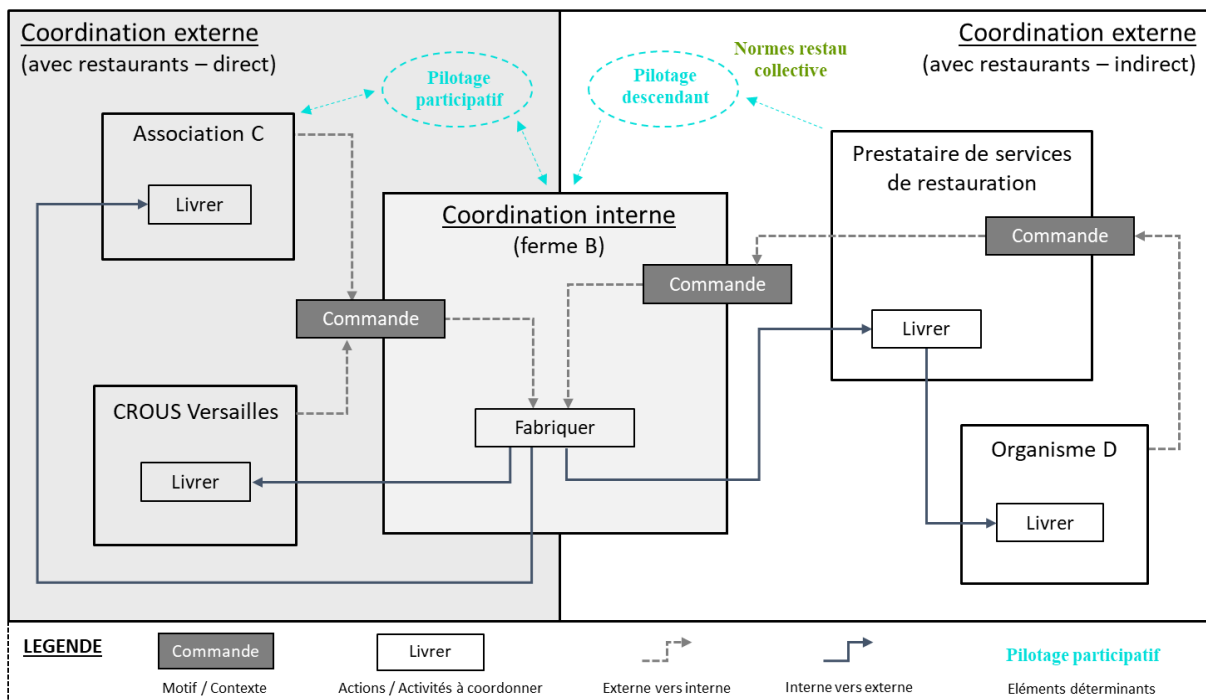 Coordination externe
(avec restaurants – direct)
Pilotage
participatif
Pilotage
descendant
Normes restau
collective
Coordination externe
(avec restaurants – indirect)
Association C
Livrer
Prestataire de services
de restauration
Commande
Livrer
Coordination interne
(ferme B)
Commande
Commande
Fabriquer
CROUS Versailles
Livrer
Organisme D
Livrer
LEGENDE
Commande
Motif / Contexte
Livrer
Actions / Activités à coordonner
Externe vers interne
Interne vers externe
Pilotage participatif
Eléments déterminants